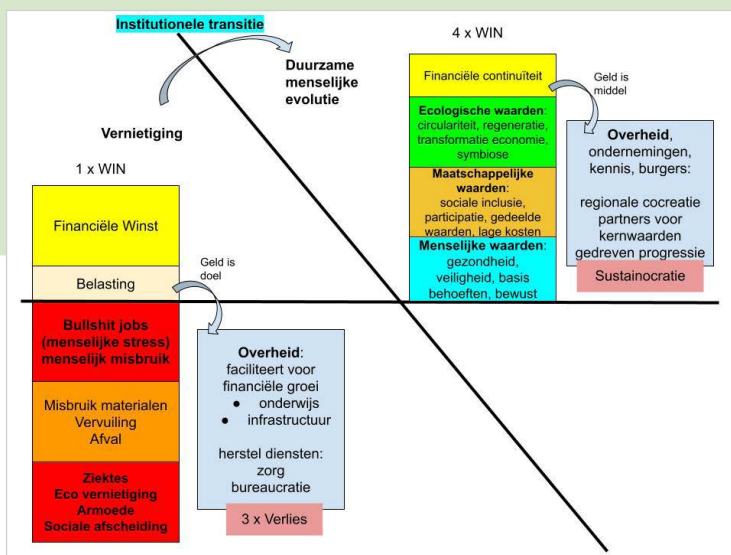 Institutionele transitie
Duurzame
menselijke
evolutie
Vernietiging
1 x WIN
Financiële Winst
Belasting
Geld is
doel
Bullshit jobs
(menselijke stress)
menselijk misbruik
Misbruik materialen
Vervuiling
Afval
Ziektes
Eco vernietiging
Armoede
Sociale afscheiding
Overheid:
faciliteert voor
financiële groei
● onderwijs
● infrastructuur
herstel diensten:
zorg
bureaucratie
3 x Verlies
4 x WIN
Financiële continuïteit
Ecologische waarden:
circulariteit, regeneratie,
transformatie economie,
symbiose
Maatschappelijke
waarden:
sociale inclusie,
participatie, gedeelde
waarden, lage kosten
Menselijke waarden:
gezondheid,
veiligheid, basis
behoeften, bewust
Geld is
middel
Overheid,
ondernemingen,
kennis, burgers:
regionale cocreatie
partners voor
kernwaarden
gedreven progressie
Sustainocratie